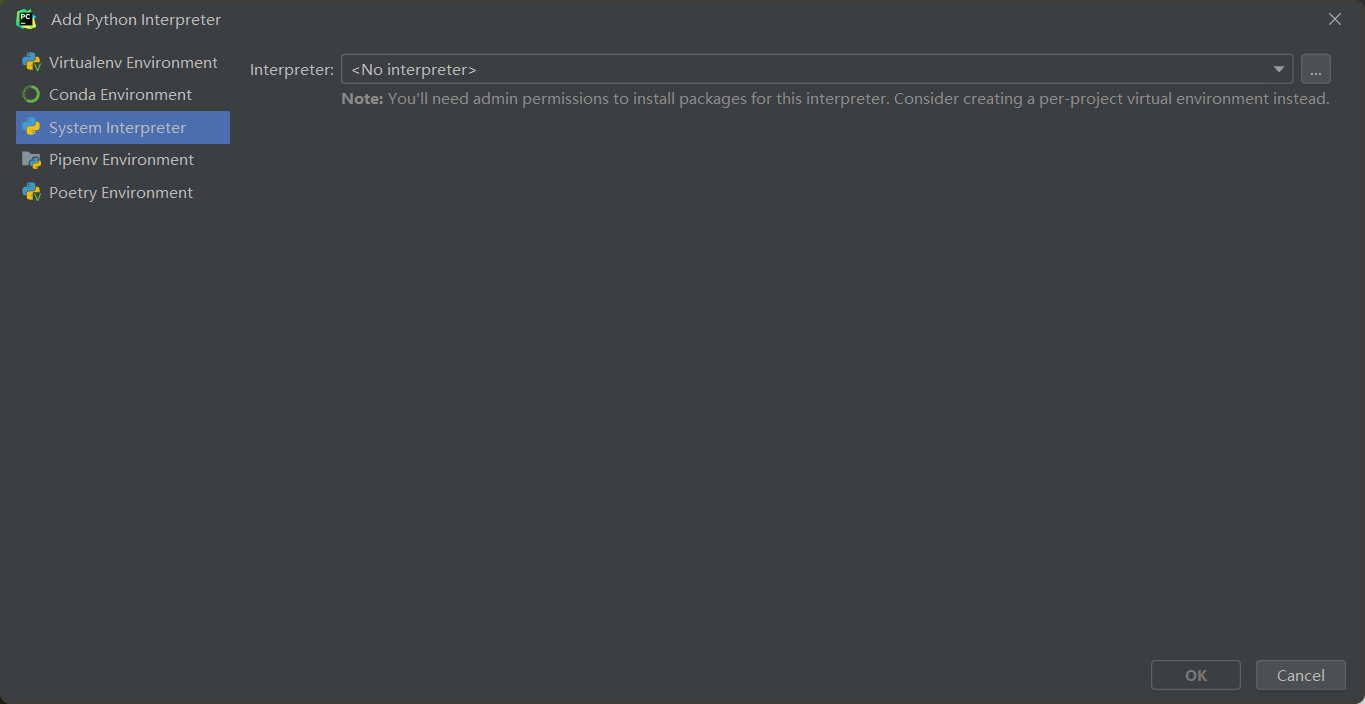 Add Python Interpreter
Virtualenv Environment
Conda Environment
System Interpreter
Pipenv Environment
Poetry Environment
Interpreter: <No interpreter> ...
Note: You'll need admin permissions to install packages for this interpreter. Consider creating a per-project virtual environment instead.
OK Cancel